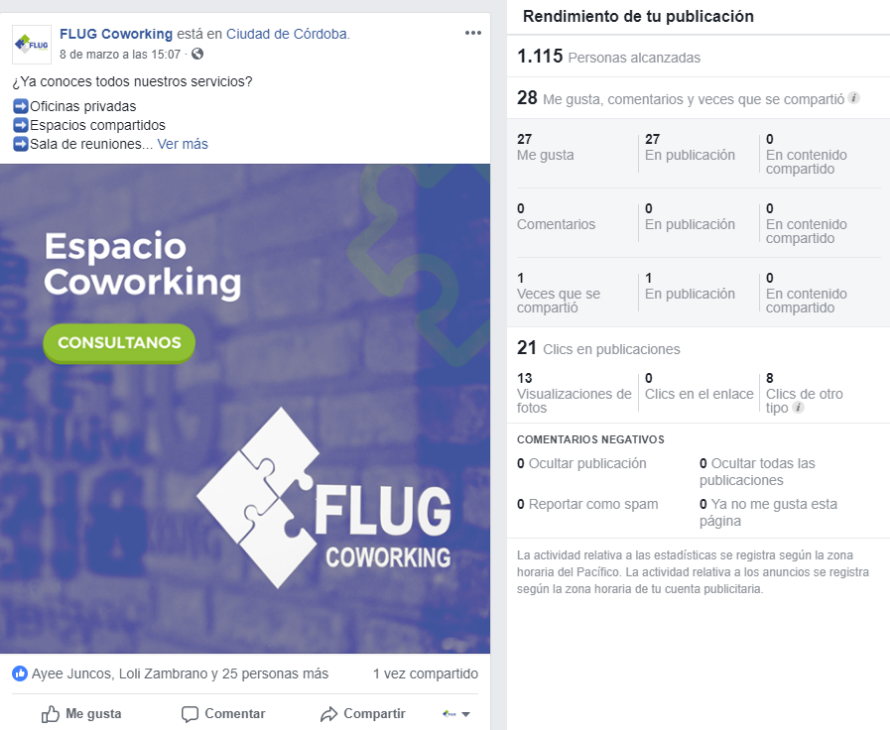 FLUG Coworking está en Ciudad de Córdoba.
8 de marzo a las 15:07 ·
¿Ya conoces todos nuestros servicios?
Oficinas privadas
Espacios compartidos
Sala de reuniones... Ver más
Espacio
Coworking
CONSULTANOS
FLUG
COWORKING
Ayee Juncos, Loli Zambrano y 25 personas más
1 vez compartido
Me gusta
Comentar
Compartir
Rendimiento de tu publicación
1.115 Personas alcanzadas
28 Me gusta, comentarios y veces que se compartió
27
Me gusta
27
En publicación
0
En contenido
compartido
0
Comentarios
0
En publicación
0
En contenido
compartido
1
Veces que se
compartió
1
En publicación
0
En contenido
compartido
21 Clics en publicaciones
13
Visualizaciones de
fotos
0
Clics en el enlace
8
Clics de otro
tipo
COMENTARIOS NEGATIVOS
0 Ocultar publicación
0 Ocultar todas las
publicaciones
0 Reportar como spam
0 Ya no me gusta esta
página
La actividad relativa a las estadísticas se registra según la zona
horaria del Pacífico. La actividad relativa a los anuncios se registra
según la zona horaria de tu cuenta publicitaria.